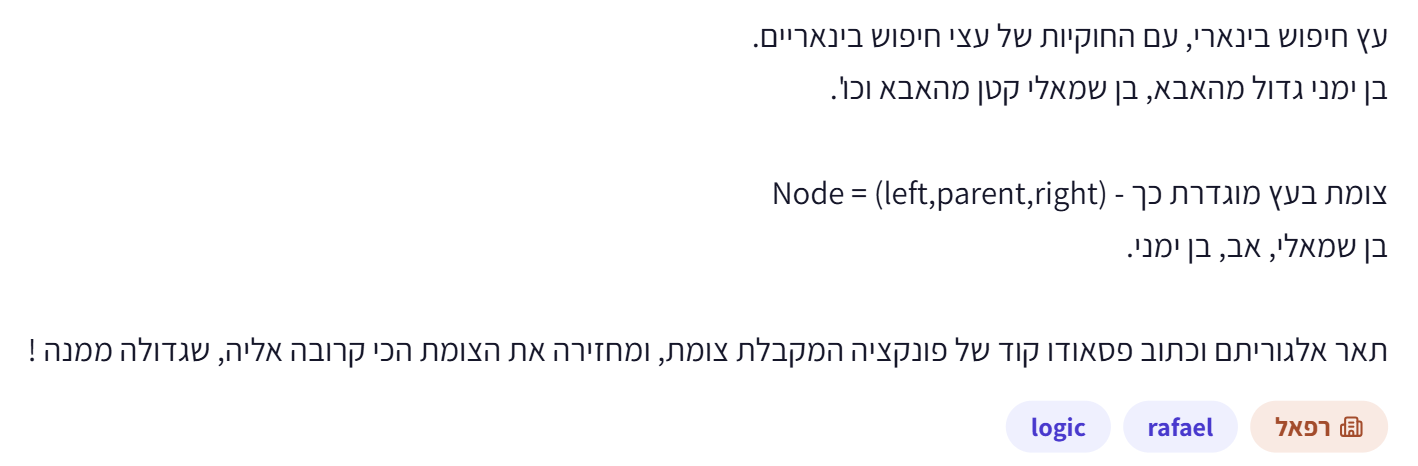 עץ חיפוש בינארי, עם החוקיות של עצי חיפוש בינאריים.
בן ימני גדול מהאבא, בן שמאלי קטן מהאבא וכו'.
צומת בעץ מוגדרת כך - Node = (left,parent,right)
בן שמאלי, אב, בן ימני.
תאר אלגוריתם וכתוב פסאודו קוד של פונקציה המקבלת צומת, ומחזירה את הצומת הכי קרובה אליה, שגדולה ממנה !
רפאל rafael logic